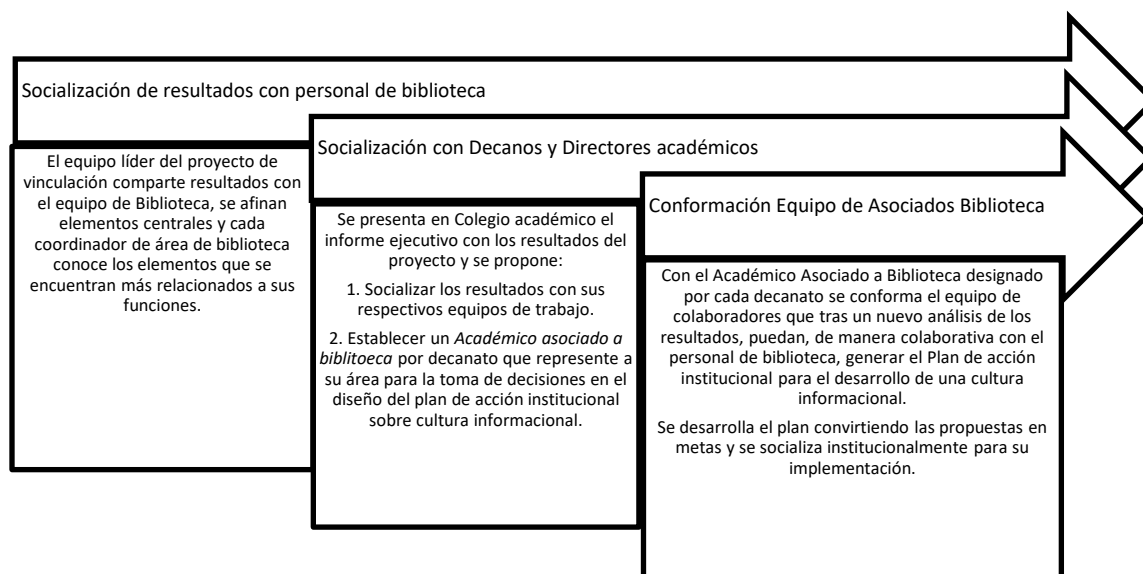 Socialización de resultados con personal de biblioteca
El equipo líder del proyecto de
vinculación comparte resultados con
el equipo de Biblioteca, se afinan
elementos centrales y cada
coordinador de área de biblioteca
conoce los elementos que se
encuentran más relacionados a sus
funciones.
Socialización con Decanos y Directores académicos
Se presenta en Colegio académico el
informe ejecutivo con los resultados del
proyecto y se propone:
1. Socializar los resultados con sus
respectivos equipos de trabajo.
2. Establecer un Académico asociado a
biblitoeca por decanato que represente a
su área para la toma de decisiones en el
diseño del plan de acción institucional
sobre cultura informacional.
Conformación Equipo de Asociados Biblioteca
Con el Académico Asociado a Biblioteca designado
por cada decanato se conforma el equipo de
colaboradores que tras un nuevo análisis de los
resultados, puedan, de manera colaborativa con el
personal de biblioteca, generar el Plan de acción
institucional para el desarrollo de una cultura
informacional.
Se desarrolla el plan convirtiendo las propuestas en
metas y se socializa institucionalmente para su
implementación.